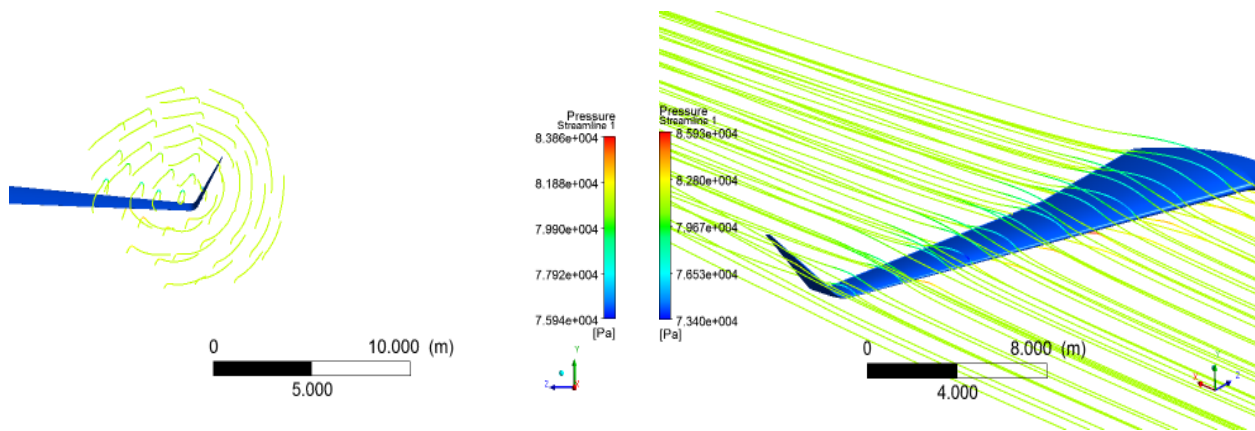 Pressure
Streamline 1
8.386e+004
8.188e+004
7.990e+004
7.792e+004
7.594e+004
[Pa]
0 10.000 (m)
5.000
Y
Z
X
Pressure
Streamline 1
8.593e+004
8.280e+004
7.967e+004
7.653e+004
7.340e+004
[Pa]
0 8.000 (m)
4.000
Y
X
Z